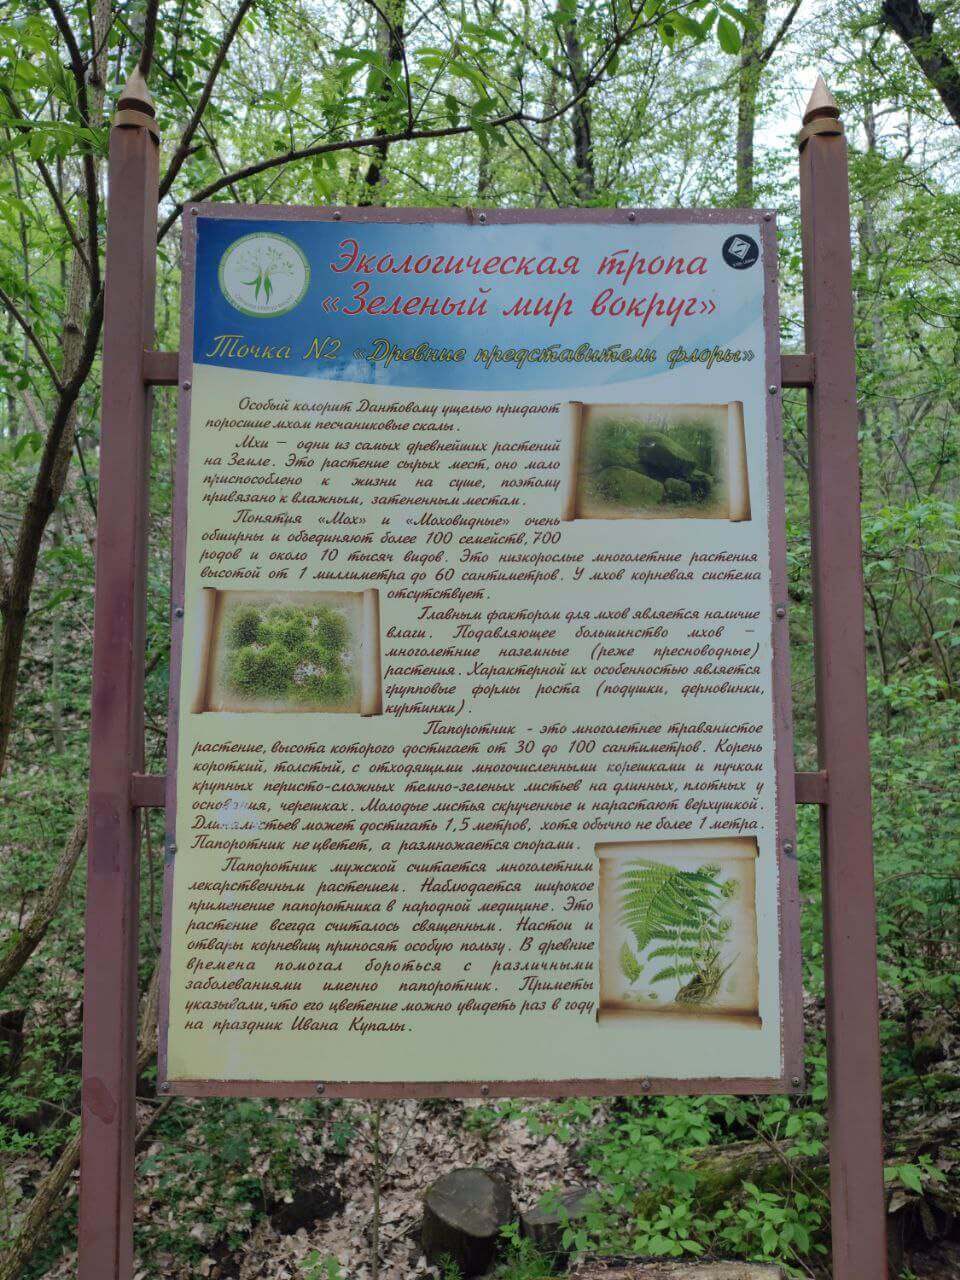 Экологическая тропа
«Зеленый мир вокруг»
Точка N2 «Древние представители флоры»
Особый колорит Дантовому ущелью придают
поросшие мхом песчаниковые скалы.
Мхи — одни из самых древнейших растений
на Земле. Это растение сырых мест, оно мало
приспособлено к жизни на суше, поэтому
привязано к влажным, затененным местам.
Понятия «Мох» и «Моховидные» очень
обширны и объединяют более 100 семейств, 700
родов и около 10 тысяч видов. Это низкорослые многолетние растения
высотой от 1 миллиметра до 60 сантиметров. У мхов корневая система
отсутствует.
Главным фактором для мхов является наличие
влаги. Подавляющее большинство мхов –
многолетние наземные (реже пресноводные)
растения. Характерной их особенностью является
групповые формы роста (подушки, дерновинки,
куртинки).
Папоротник - это многолетнее травянистое
растение, высота которого достигает от 30 до 100 сантиметров. Корень
короткий, толстый, с отходящими многочисленными корешками и пучком
крупных перисто-сложных темно-зеленых листьев на длинных, плотных у
основания, черешках. Молодые листья скрученные и нарастают верхушкой.
Длина листьев может достигать 1,5 метров, хотя обычно не более 1 метра.
Папоротник не цветет, а размножается спорами.
Папоротник мужской считается многолетним
лекарственным растением. Наблюдается широкое
применение папоротника в народной медицине. Это
растение всегда считалось священным. Настои и
отвары корневищ приносят особую пользу. В древние
времена помогал бороться с различными
заболеваниями именно папоротник. Приметы
указывали, что его цветение можно увидеть раз в году
на праздник Ивана Купалы.